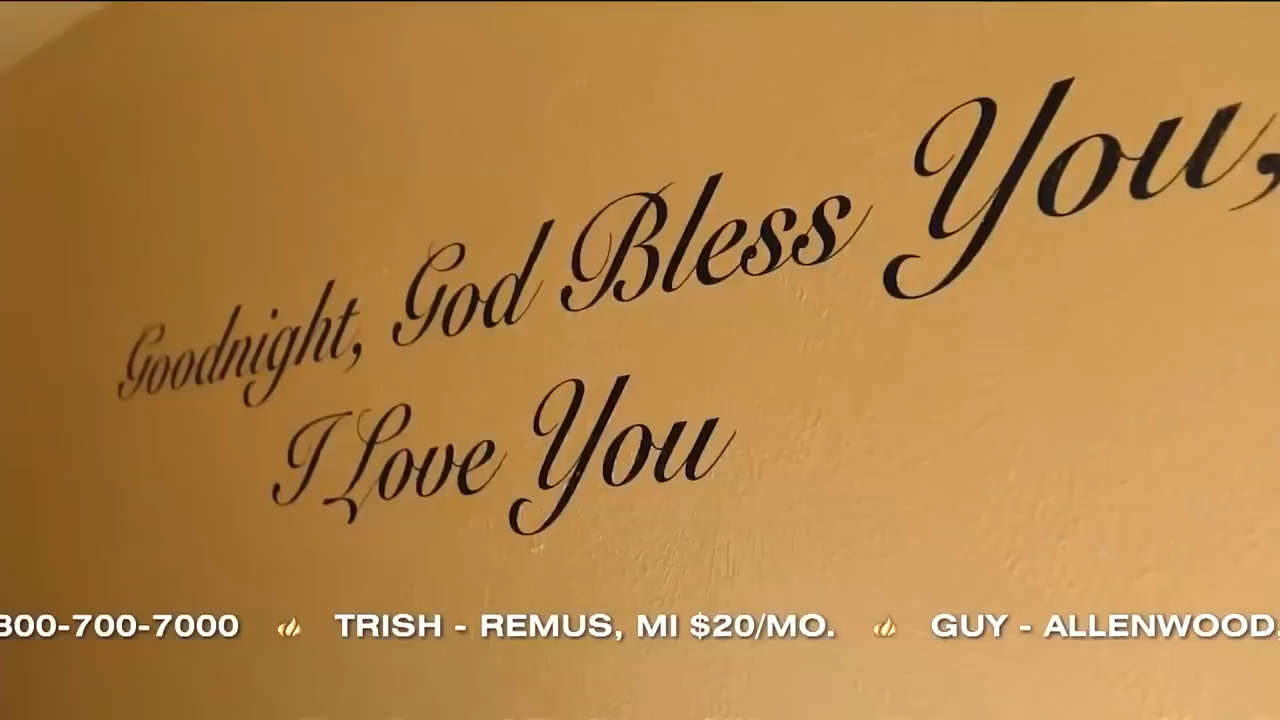 Goodnight, God Bless You,
I Love You
800-700-7000 TRISH - REMUS, MI $20/MO. GUY - ALLENWOOD,